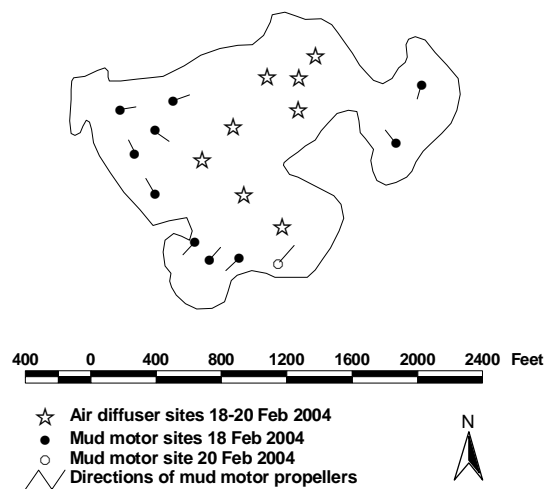 400 0 400 800 1200 1600 2000 2400 Feet
Air diffuser sites 18-20 Feb 2004
Mud motor sites 18 Feb 2004
Mud motor site 20 Feb 2004
Directions of mud motor propellers
N